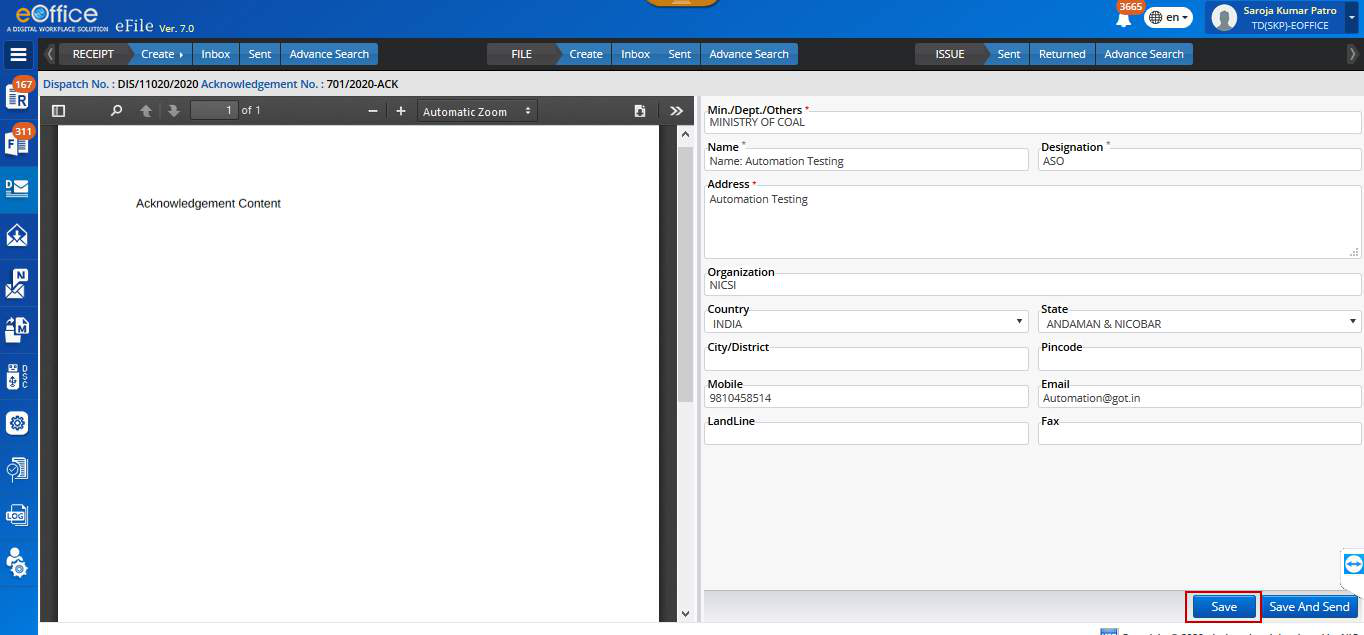 eOffice
A DIGITAL WORKPLACE SOLUTION
eFile Ver. 7.0
3665
en
Saroja Kumar Patro
TD(SKP)-EOFFICE
RECEIPT Create Inbox Sent Advance Search
FILE Create Inbox Sent Advance Search
ISSUE Sent Returned Advance Search
167
R
311
F
D
N
M
DSC
LOG
Dispatch No. : DIS/11020/2020 Acknowledgement No. : 701/2020-ACK
1 of 1
Automatic Zoom
Acknowledgement Content
Min./Dept./Others *
MINISTRY OF COAL
Name * Designation *
Name: Automation Testing ASO
Address *
Automation Testing
Organization
NICSI
Country State
INDIA ANDAMAN & NICOBAR
City/District Pincode
Mobile Email
9810458514 Automation@got.in
LandLine Fax
Save Save And Send